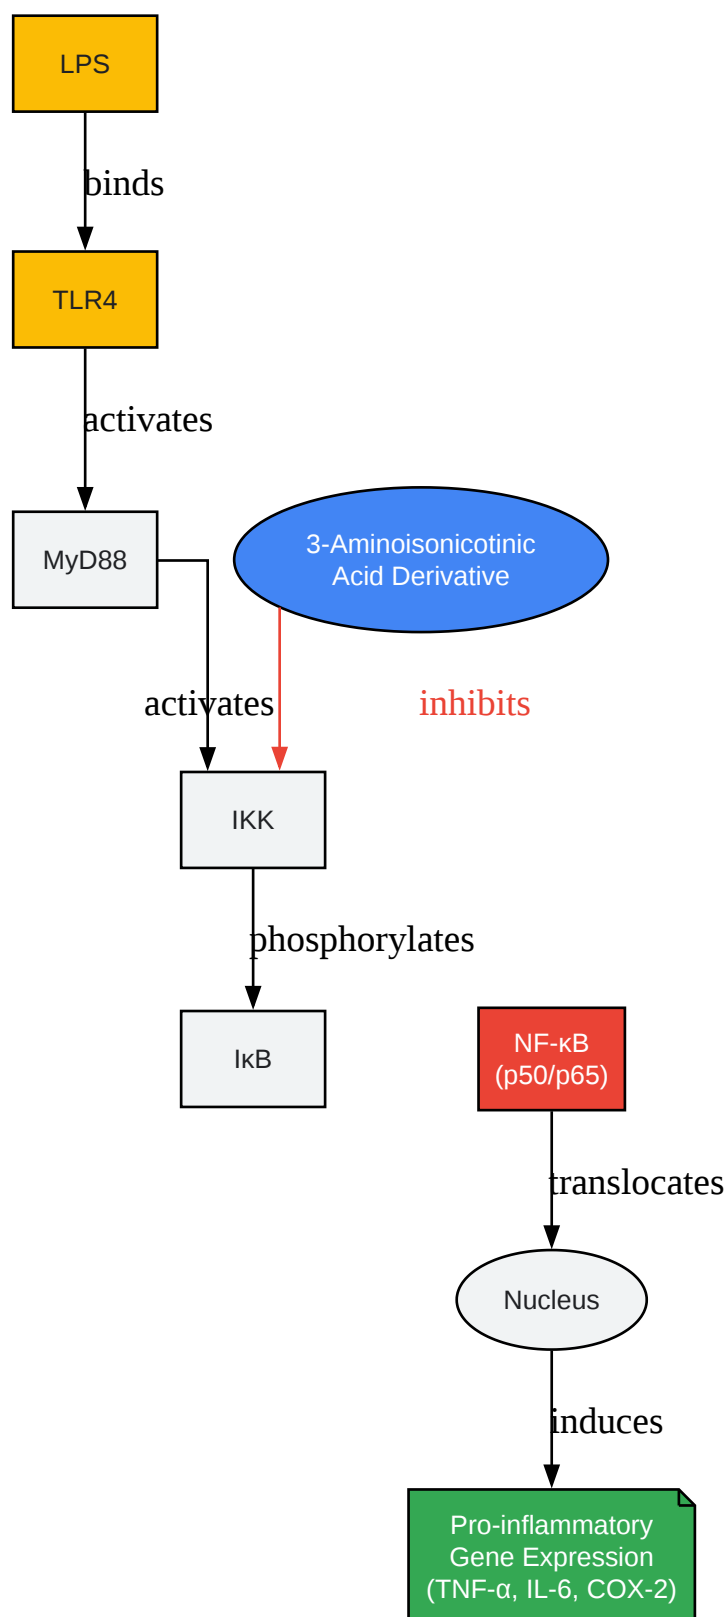 LPS
binds
TLR4
activates
MyD88
3-Aminoisonicotinic
Acid Derivative
activates
inhibits
IKK
phosphorylates
IκB
NF-κB
(p50/p65)
translocates
Nucleus
induces
Pro-inflammatory
Gene Expression
(TNF-α, IL-6, COX-2)